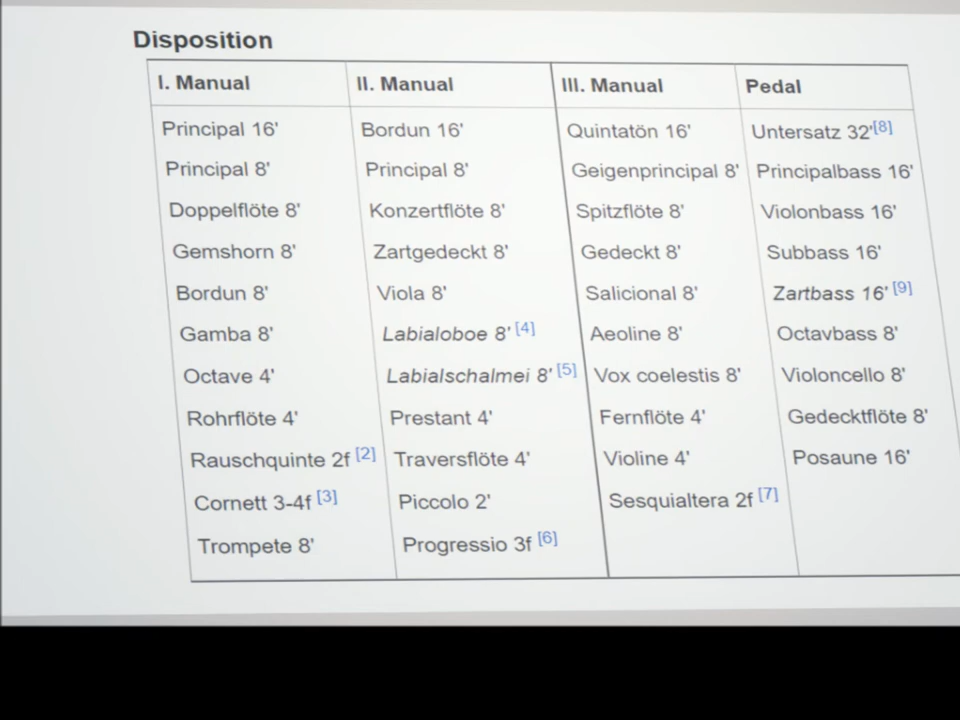 Disposition
I. Manual II. Manual III. Manual Pedal
Principal 16' Bordun 16' Quintatön 16' Untersatz 32'[8]
Principal 8' Principal 8' Geigenprincipal 8' Principalbass 16'
Doppelflöte 8' Konzertflöte 8' Spitzflöte 8' Violonbass 16'
Gemshorn 8' Zartgedeckt 8' Gedeckt 8' Subbass 16'
Bordun 8' Viola 8' Salicional 8' Zartbass 16' [9]
Gamba 8' Labialoboe 8' [4] Aeoline 8' Octavbass 8'
Octave 4' Labialschalmei 8' [5] Vox coelestis 8' Violoncello 8'
Rohrflöte 4' Prestant 4' Fernflöte 4' Gedecktflöte 8'
Rauschquinte 2f [2] Traversflöte 4' Violine 4' Posaune 16'
Cornett 3-4f [3] Piccolo 2' Sesquialtera 2f [7]
Trompete 8' Progressio 3f [6]